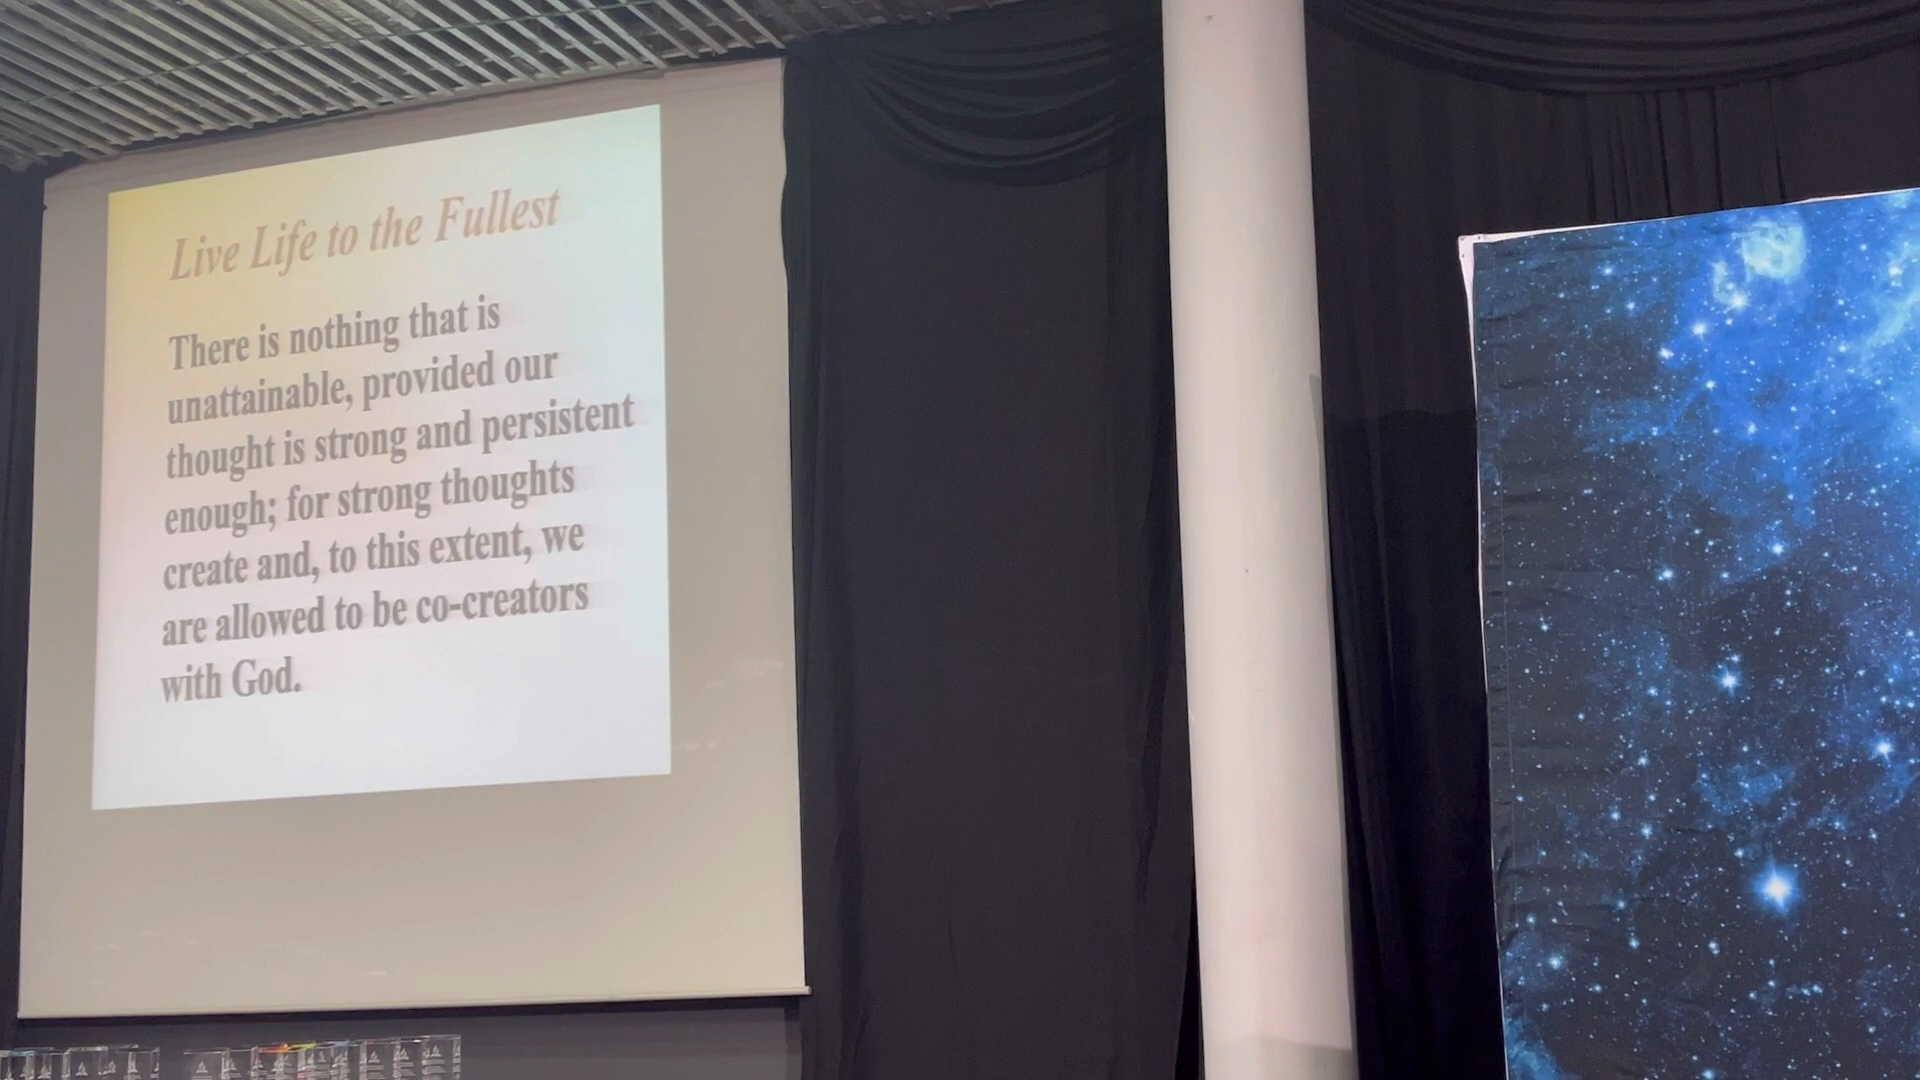 Live Life to the Fullest
There is nothing that is
unattainable, provided our
thought is strong and persistent
enough; for strong thoughts
create and, to this extent, we
are allowed to be co-creators
with God.